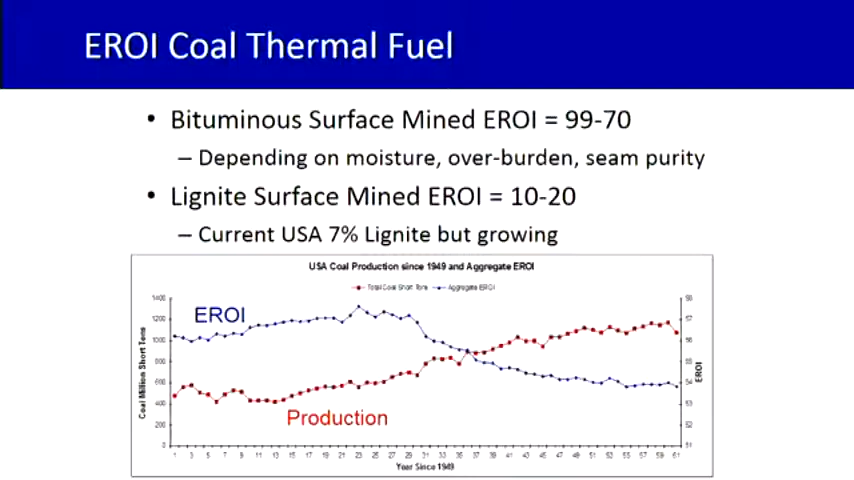 EROI Coal Thermal Fuel
• Bituminous Surface Mined EROI = 99-70
– Depending on moisture, over-burden, seam purity
• Lignite Surface Mined EROI = 10-20
– Current USA 7% Lignite but growing
USA Coal Production since 1949 and Aggregate EROI
Total Coal Short Tons Aggregate EROI
EROI
Production
Coal Million Short Tons
1400
1200
1000
800
600
400
200
0
58
57
56
55
54
53
52
51
EROI
1 3 5 7 9 11 13 15 17 19 21 23 25 27 29 31 33 35 37 39 41 43 45 47 49 51 53 55 57 59 61
Year Since 1949